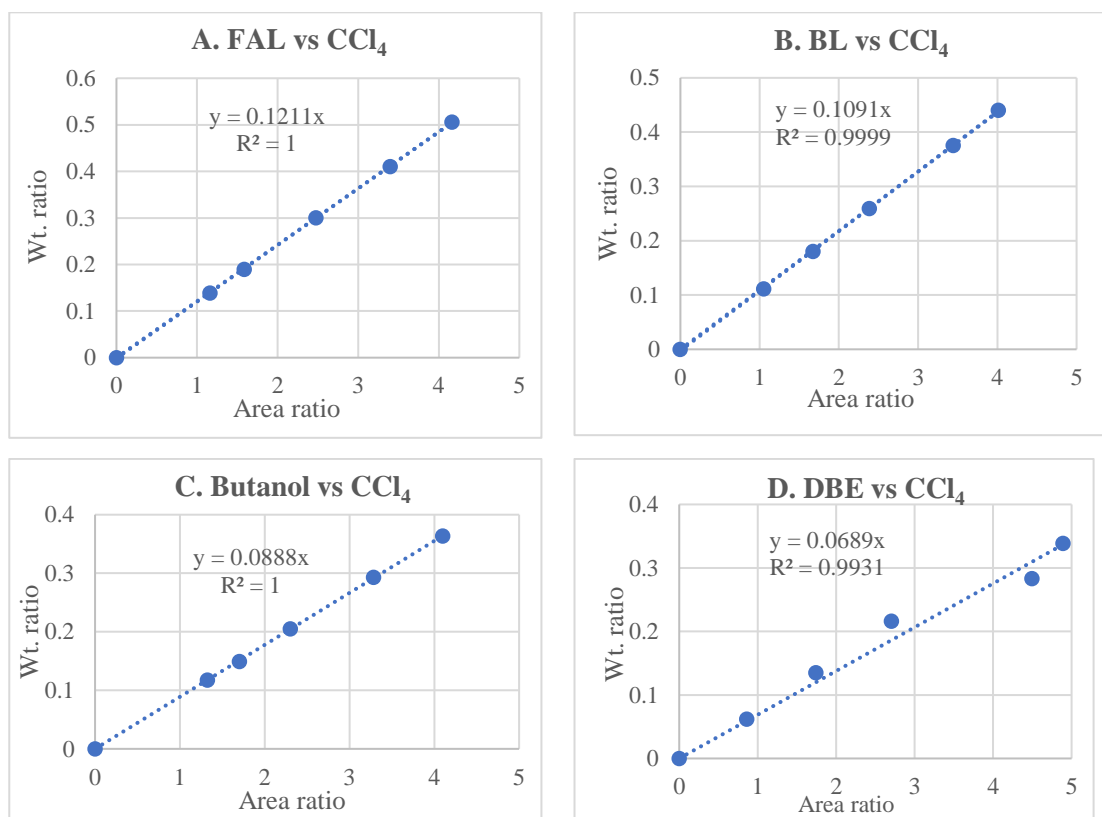 A. FAL vs CCl₄
y = 0.1211x
R² = 1
Wt. ratio
0.6
0.5
0.4
0.3
0.2
0.1
0
0 1 2 3 4 5
Area ratio
B. BL vs CCl₄
y = 0.1091x
R² = 0.9999
Wt. ratio
0.5
0.4
0.3
0.2
0.1
0
0 1 2 3 4 5
Area ratio
C. Butanol vs CCl₄
y = 0.0888x
R² = 1
Wt. ratio
0.4
0.3
0.2
0.1
0
0 1 2 3 4 5
Area ratio
D. DBE vs CCl₄
y = 0.0689x
R² = 0.9931
Wt. ratio
0.4
0.3
0.2
0.1
0
0 1 2 3 4 5
Area ratio